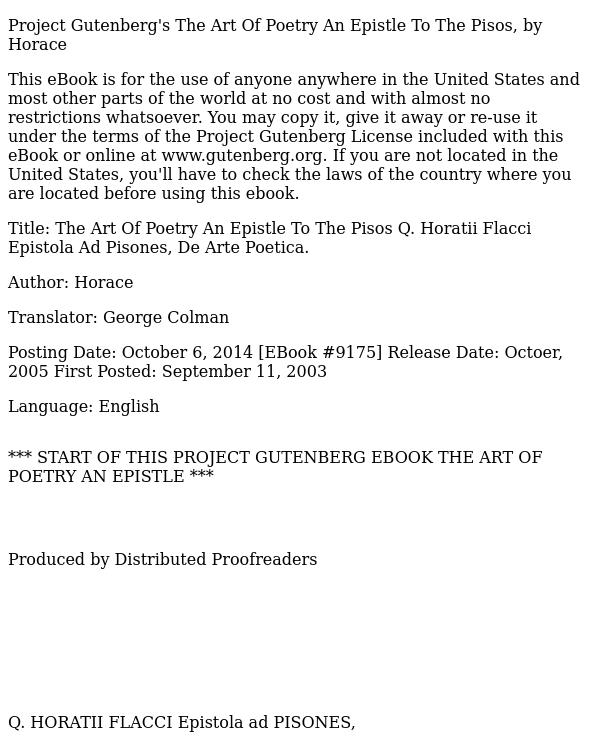 Project Gutenberg's The Art Of Poetry An Epistle To The Pisos, by
Horace
This eBook is for the use of anyone anywhere in the United States and
most other parts of the world at no cost and with almost no
restrictions whatsoever. You may copy it, give it away or re-use it
under the terms of the Project Gutenberg License included with this
eBook or online at www.gutenberg.org. If you are not located in the
United States, you'll have to check the laws of the country where you
are located before using this ebook.
Title: The Art Of Poetry An Epistle To The Pisos Q. Horatii Flacci
Epistola Ad Pisones, De Arte Poetica.
Author: Horace
Translator: George Colman
Posting Date: October 6, 2014 [EBook #9175] Release Date: Octoer,
2005 First Posted: September 11, 2003
Language: English
*** START OF THIS PROJECT GUTENBERG EBOOK THE ART OF
POETRY AN EPISTLE ***
Produced by Distributed Proofreaders
Q. HORATII FLACCI Epistola ad PISONES,